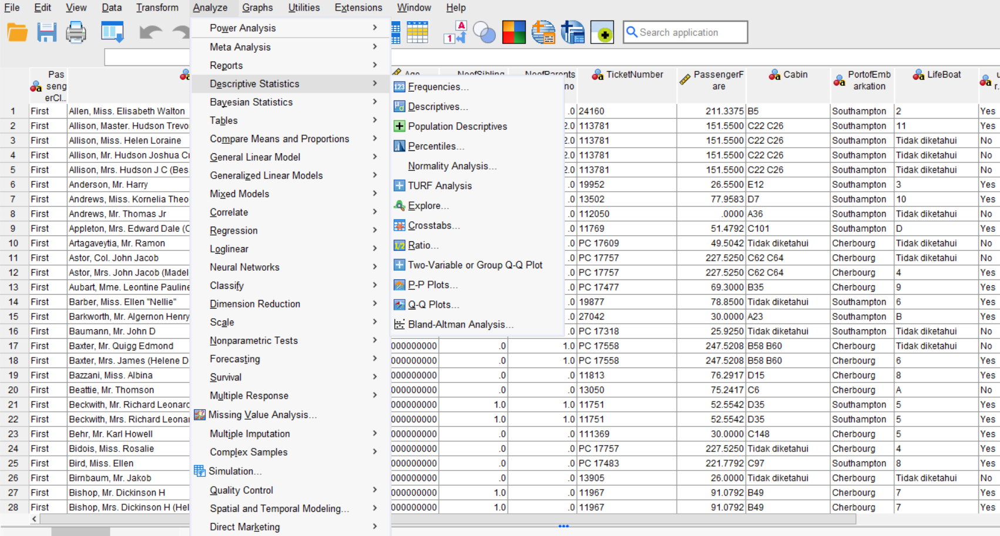 File Edit View Data Transform Analyze Graphs Utilities Extensions Window Help
Search application
Power Analysis
Meta Analysis
Reports
Descriptive Statistics
Bayesian Statistics
Tables
Compare Means and Proportions
General Linear Model
Generalized Linear Models
Mixed Models
Correlate
Regression
Loglinear
Neural Networks
Classify
Dimension Reduction
Scale
Nonparametric Tests
Forecasting
Survival
Multiple Response
Missing Value Analysis...
Multiple Imputation
Complex Samples
Simulation...
Quality Control
Spatial and Temporal Modeling...
Direct Marketing
Frequencies...
Descriptives...
Population Descriptives
Percentiles...
Normality Analysis...
TURF Analysis
Explore...
Crosstabs...
Ratio...
Two-Variable or Group Q-Q Plot
P-P Plots...
Q-Q Plots...
Bland-Altman Analysis...
Pas
seng
erCl..
Age NoofSibling NoofParents
no
TicketNumber
PassengerF
are
Cabin
PortofEmb
arkation
LifeBoat
1 First Allen, Miss. Elisabeth Walton .0 24160 211.3375 B5 Southampton 2 Yes
2 First Allison, Master. Hudson Trevo 2.0 113781 151.5500 C22 C26 Southampton 11 Yes
3 First Allison, Miss. Helen Loraine 2.0 113781 151.5500 C22 C26 Southampton Tidak diketahui No
4 First Allison, Mr. Hudson Joshua Cr 2.0 113781 151.5500 C22 C26 Southampton Tidak diketahui No
5 First Allison, Mrs. Hudson J C (Bes 2.0 113781 151.5500 C22 C26 Southampton Tidak diketahui No
6 First Anderson, Mr. Harry .0 19952 26.5500 E12 Southampton 3 Yes
7 First Andrews, Miss. Kornelia Theo .0 13502 77.9583 D7 Southampton 10 Yes
8 First Andrews, Mr. Thomas Jr .0 112050 .0000 A36 Southampton Tidak diketahui No
9 First Appleton, Mrs. Edward Dale (C .0 11769 51.4792 C101 Southampton D Yes
10 First Artagaveytia, Mr. Ramon .0 PC 17609 49.5042 Tidak diketahui Cherbourg Tidak diketahui No
11 First Astor, Col. John Jacob .0 PC 17757 227.5250 C62 C64 Cherbourg Tidak diketahui No
12 First Astor, Mrs. John Jacob (Madel .0 PC 17757 227.5250 C62 C64 Cherbourg 4 Yes
13 First Aubart, Mme. Leontine Pauline .0 PC 17477 69.3000 B35 Cherbourg 9 Yes
14 First Barber, Miss. Ellen "Nellie" .0 19877 78.8500 Tidak diketahui Southampton 6 Yes
15 First Barkworth, Mr. Algernon Henry .0 27042 30.0000 A23 Southampton B Yes
16 First Baumann, Mr. John D .0 PC 17318 25.9250 Tidak diketahui Southampton Tidak diketahui No
17 First Baxter, Mr. Quigg Edmond 000000000 .0 1.0 PC 17558 247.5208 B58 B60 Cherbourg Tidak diketahui No
18 First Baxter, Mrs. James (Helene D 000000000 .0 1.0 PC 17558 247.5208 B58 B60 Cherbourg 6 Yes
19 First Bazzani, Miss. Albina 000000000 .0 .0 11813 76.2917 D15 Cherbourg 8 Yes
20 First Beattie, Mr. Thomson 000000000 .0 .0 13050 75.2417 C6 Cherbourg A No
21 First Beckwith, Mr. Richard Leonard 000000000 1.0 1.0 11751 52.5542 D35 Southampton 5 Yes
22 First Beckwith, Mrs. Richard Leonar 000000000 1.0 1.0 11751 52.5542 D35 Southampton 5 Yes
23 First Behr, Mr. Karl Howell 000000000 .0 .0 111369 30.0000 C148 Cherbourg 5 Yes
24 First Bidois, Miss. Rosalie 000000000 .0 .0 PC 17757 227.5250 Tidak diketahui Cherbourg 4 Yes
25 First Bird, Miss. Ellen 000000000 .0 .0 PC 17483 221.7792 C97 Southampton 8 Yes
26 First Birnbaum, Mr. Jakob 000000000 .0 .0 13905 26.0000 Tidak diketahui Cherbourg Tidak diketahui No
27 First Bishop, Mr. Dickinson H 000000000 1.0 .0 11967 91.0792 B49 Cherbourg 7 Yes
28 First Bishop, Mrs. Dickinson H (Hel 000000000 1.0 .0 11967 91.0792 B49 Cherbourg 7 Yes